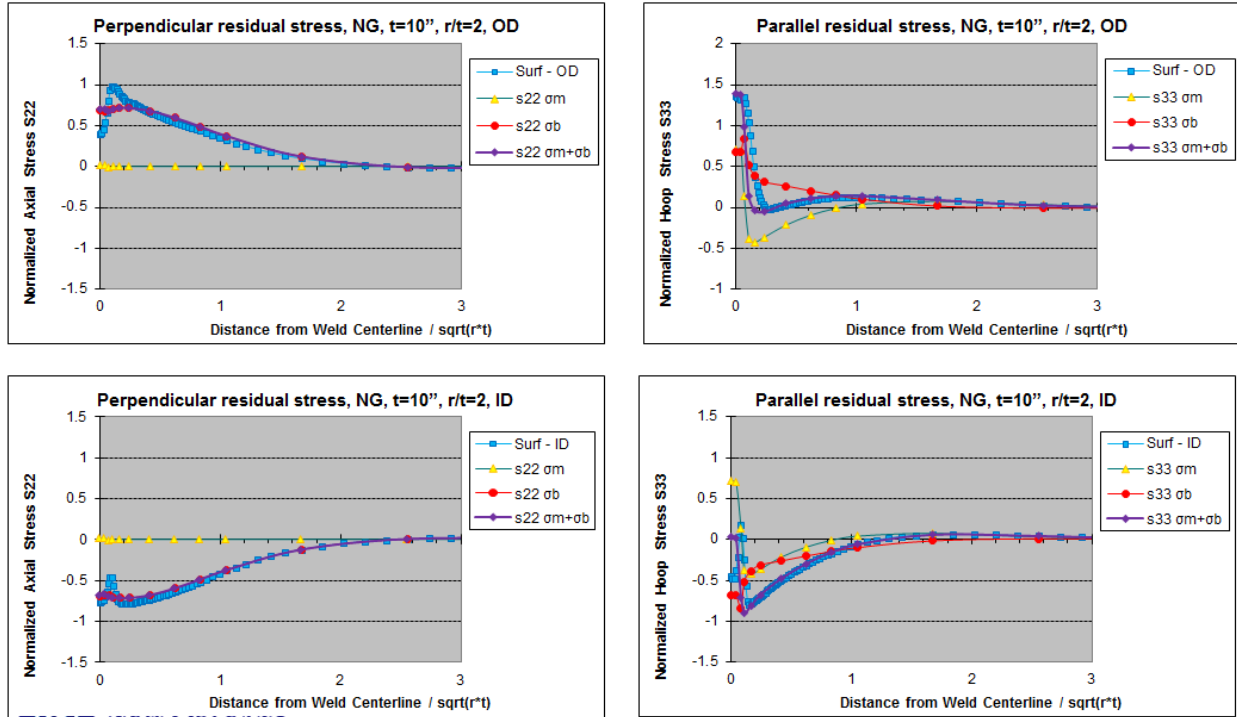 Perpendicular residual stress, NG, t=10”, r/t=2, OD
Normalized Axial Stress S22
1.5
1
0.5
0
-0.5
-1
-1.5
0
1
2
3
Distance from Weld Centerline / sqrt(r*t)
Surf - OD
s22 σm
s22 σb
s22 σm+σb
Parallel residual stress, NG, t=10”, r/t=2, OD
Normalized Hoop Stress S33
2
1.5
1
0.5
0
-0.5
-1
0
1
2
3
Distance from Weld Centerline / sqrt(r*t)
Surf - OD
s33 σm
s33 σb
s33 σm+σb
Perpendicular residual stress, NG, t=10”, r/t=2, ID
Normalized Axial Stress S22
1.5
1
0.5
0
-0.5
-1
-1.5
0
1
2
3
Distance from Weld Centerline / sqrt(r*t)
Surf - ID
s22 σm
s22 σb
s22 σm+σb
Parallel residual stress, NG, t=10”, r/t=2, ID
Normalized Hoop Stress S33
1.5
1
0.5
0
-0.5
-1
-1.5
0
1
2
3
Distance from Weld Centerline / sqrt(r*t)
Surf - ID
s33 σm
s33 σb
s33 σm+σb